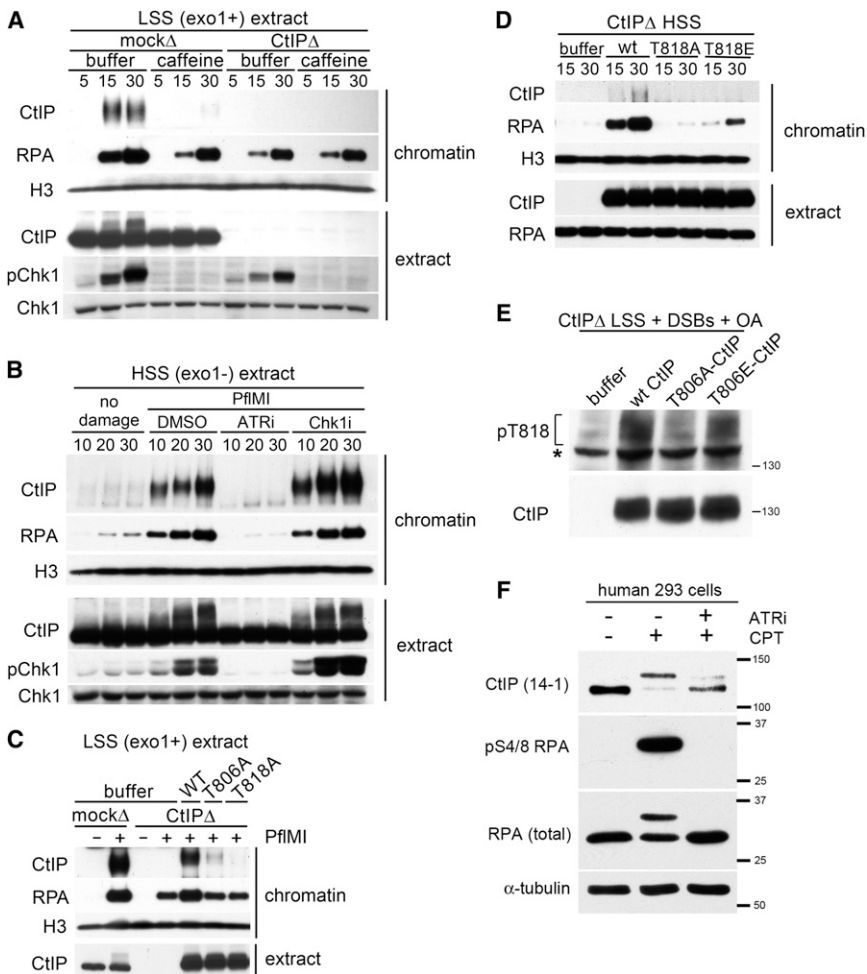 A
LSS (exo1+) extract
mockΔ CtIPΔ
buffer caffeine buffer caffeine
5 15 30 5 15 30 5 15 30 5 15 30
CtIP
RPA
H3
chromatin
CtIP
pChk1
Chk1
extract
B
HSS (exo1-) extract
no damage
PflMI
DMSO ATRi Chk1i
10 20 30 10 20 30 10 20 30 10 20 30
CtIP
RPA
H3
chromatin
CtIP
pChk1
Chk1
extract
C
LSS (exo1+) extract
buffer WT T806A T818A
mockΔ CtIPΔ
– + – + + + + PflMI
CtIP
RPA
H3
chromatin
CtIP
extract
D
CtIPΔ HSS
buffer wt T818A T818E
15 30 15 30 15 30 15 30
CtIP
RPA
H3
chromatin
CtIP
RPA
extract
E
CtIPΔ LSS + DSBs + OA
buffer wt CtIP T806A-CtIP T806E-CtIP
pT818
*
– 130
CtIP
– 130
F
human 293 cells
- - + ATRi
- + + CPT
CtIP (14-1)
150
100
pS4/8 RPA
37
25
RPA (total)
37
25
α-tubulin
50